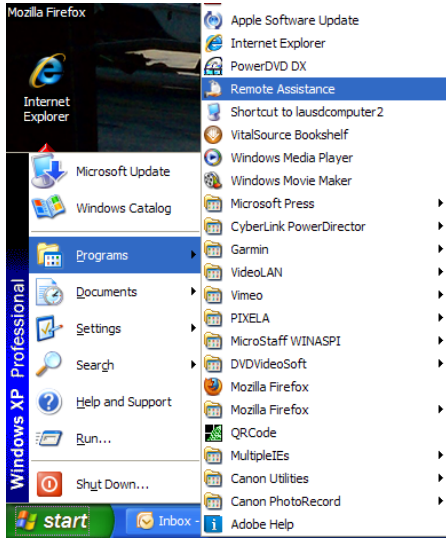 Mozilla Firefox
Internet
Explorer
Microsoft Update
Windows Catalog
Programs
Documents
Settings
Search
Help and Support
Run...
Shut Down...
Windows XP Professional
start
Inbox -
Apple Software Update
Internet Explorer
PowerDVD DX
Remote Assistance
Shortcut to lausdcomputer2
VitalSource Bookshelf
Windows Media Player
Windows Movie Maker
Microsoft Press
CyberLink PowerDirector
Garmin
VideoLAN
Vimeo
PIXELA
MicroStaff WINASPI
DVDVideoSoft
Mozilla Firefox
Mozilla Firefox
QRCode
MultipleIEs
Canon Utilities
Canon PhotoRecord
Adobe Help